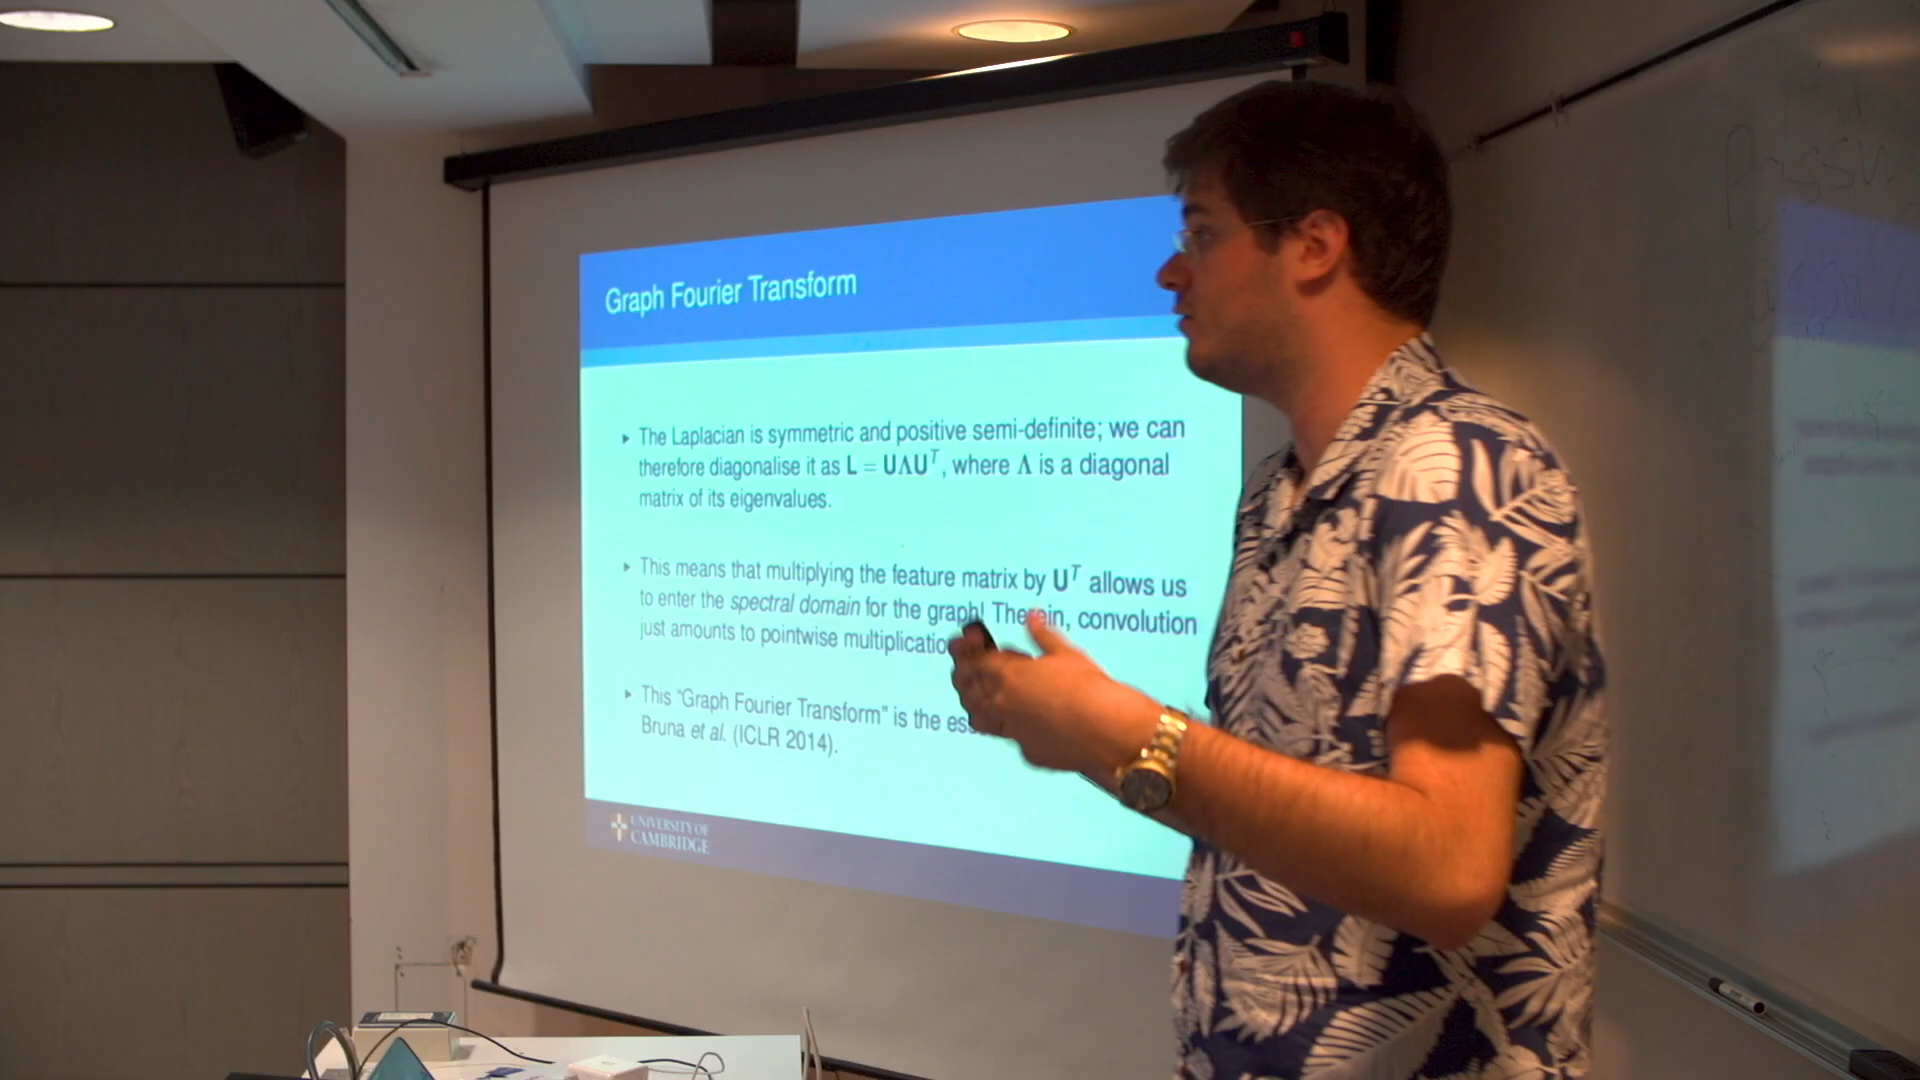 Graph Fourier Transform
▸ The Laplacian is symmetric and positive semi-definite; we can
therefore diagonalise it as L = UΛUᵀ, where Λ is a diagonal
matrix of its eigenvalues.
▸ This means that multiplying the feature matrix by Uᵀ allows us
to enter the spectral domain for the graph! Therein, convolution
just amounts to pointwise
▸ This “Graph Fourier Transform” is the
Bruna et al. (ICLR 2014).
UNIVERSITY OF
CAMBRIDGE